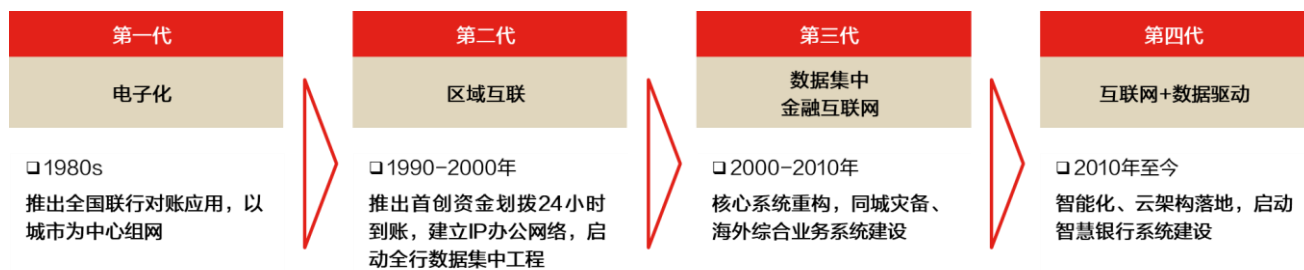 第一代
电子化
□1980s
推出全国联行对账应用，以
城市为中心组网
第二代
区域互联
□1990-2000年
推出首创资金划拨24小时
到账，建立IP办公网络，启
动全行数据集中工程
第三代
数据集中
金融互联网
□2000-2010年
核心系统重构，同城灾备、
海外综合业务系统建设
第四代
互联网+数据驱动
□2010年至今
智能化、云架构落地，启动
智慧银行系统建设